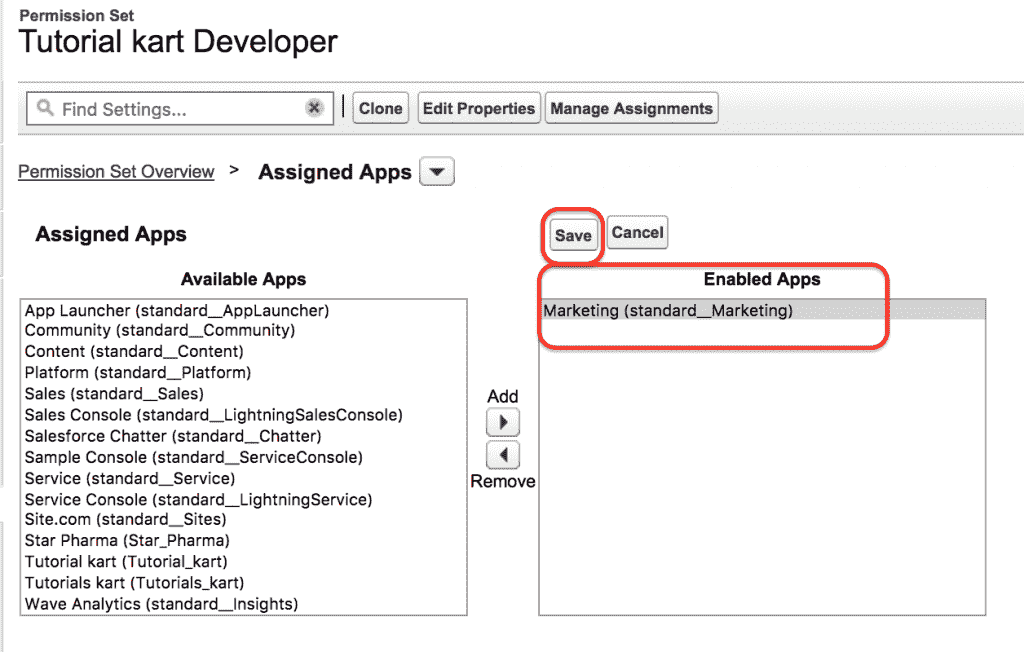 Permission Set
Tutorial kart Developer
Find Settings...
Clone
Edit Properties
Manage Assignments
Permission Set Overview > Assigned Apps
Assigned Apps
Save
Cancel
Available Apps
App Launcher (standard__AppLauncher)
Community (standard__Community)
Content (standard__Content)
Platform (standard__Platform)
Sales (standard__Sales)
Sales Console (standard__LightningSalesConsole)
Salesforce Chatter (standard__Chatter)
Sample Console (standard__ServiceConsole)
Service (standard__Service)
Service Console (standard__LightningService)
Site.com (standard__Sites)
Star Pharma (Star_Pharma)
Tutorial kart (Tutorial_kart)
Tutorials kart (Tutorials_kart)
Wave Analytics (standard__Insights)
Add
Remove
Enabled Apps
Marketing (standard__Marketing)